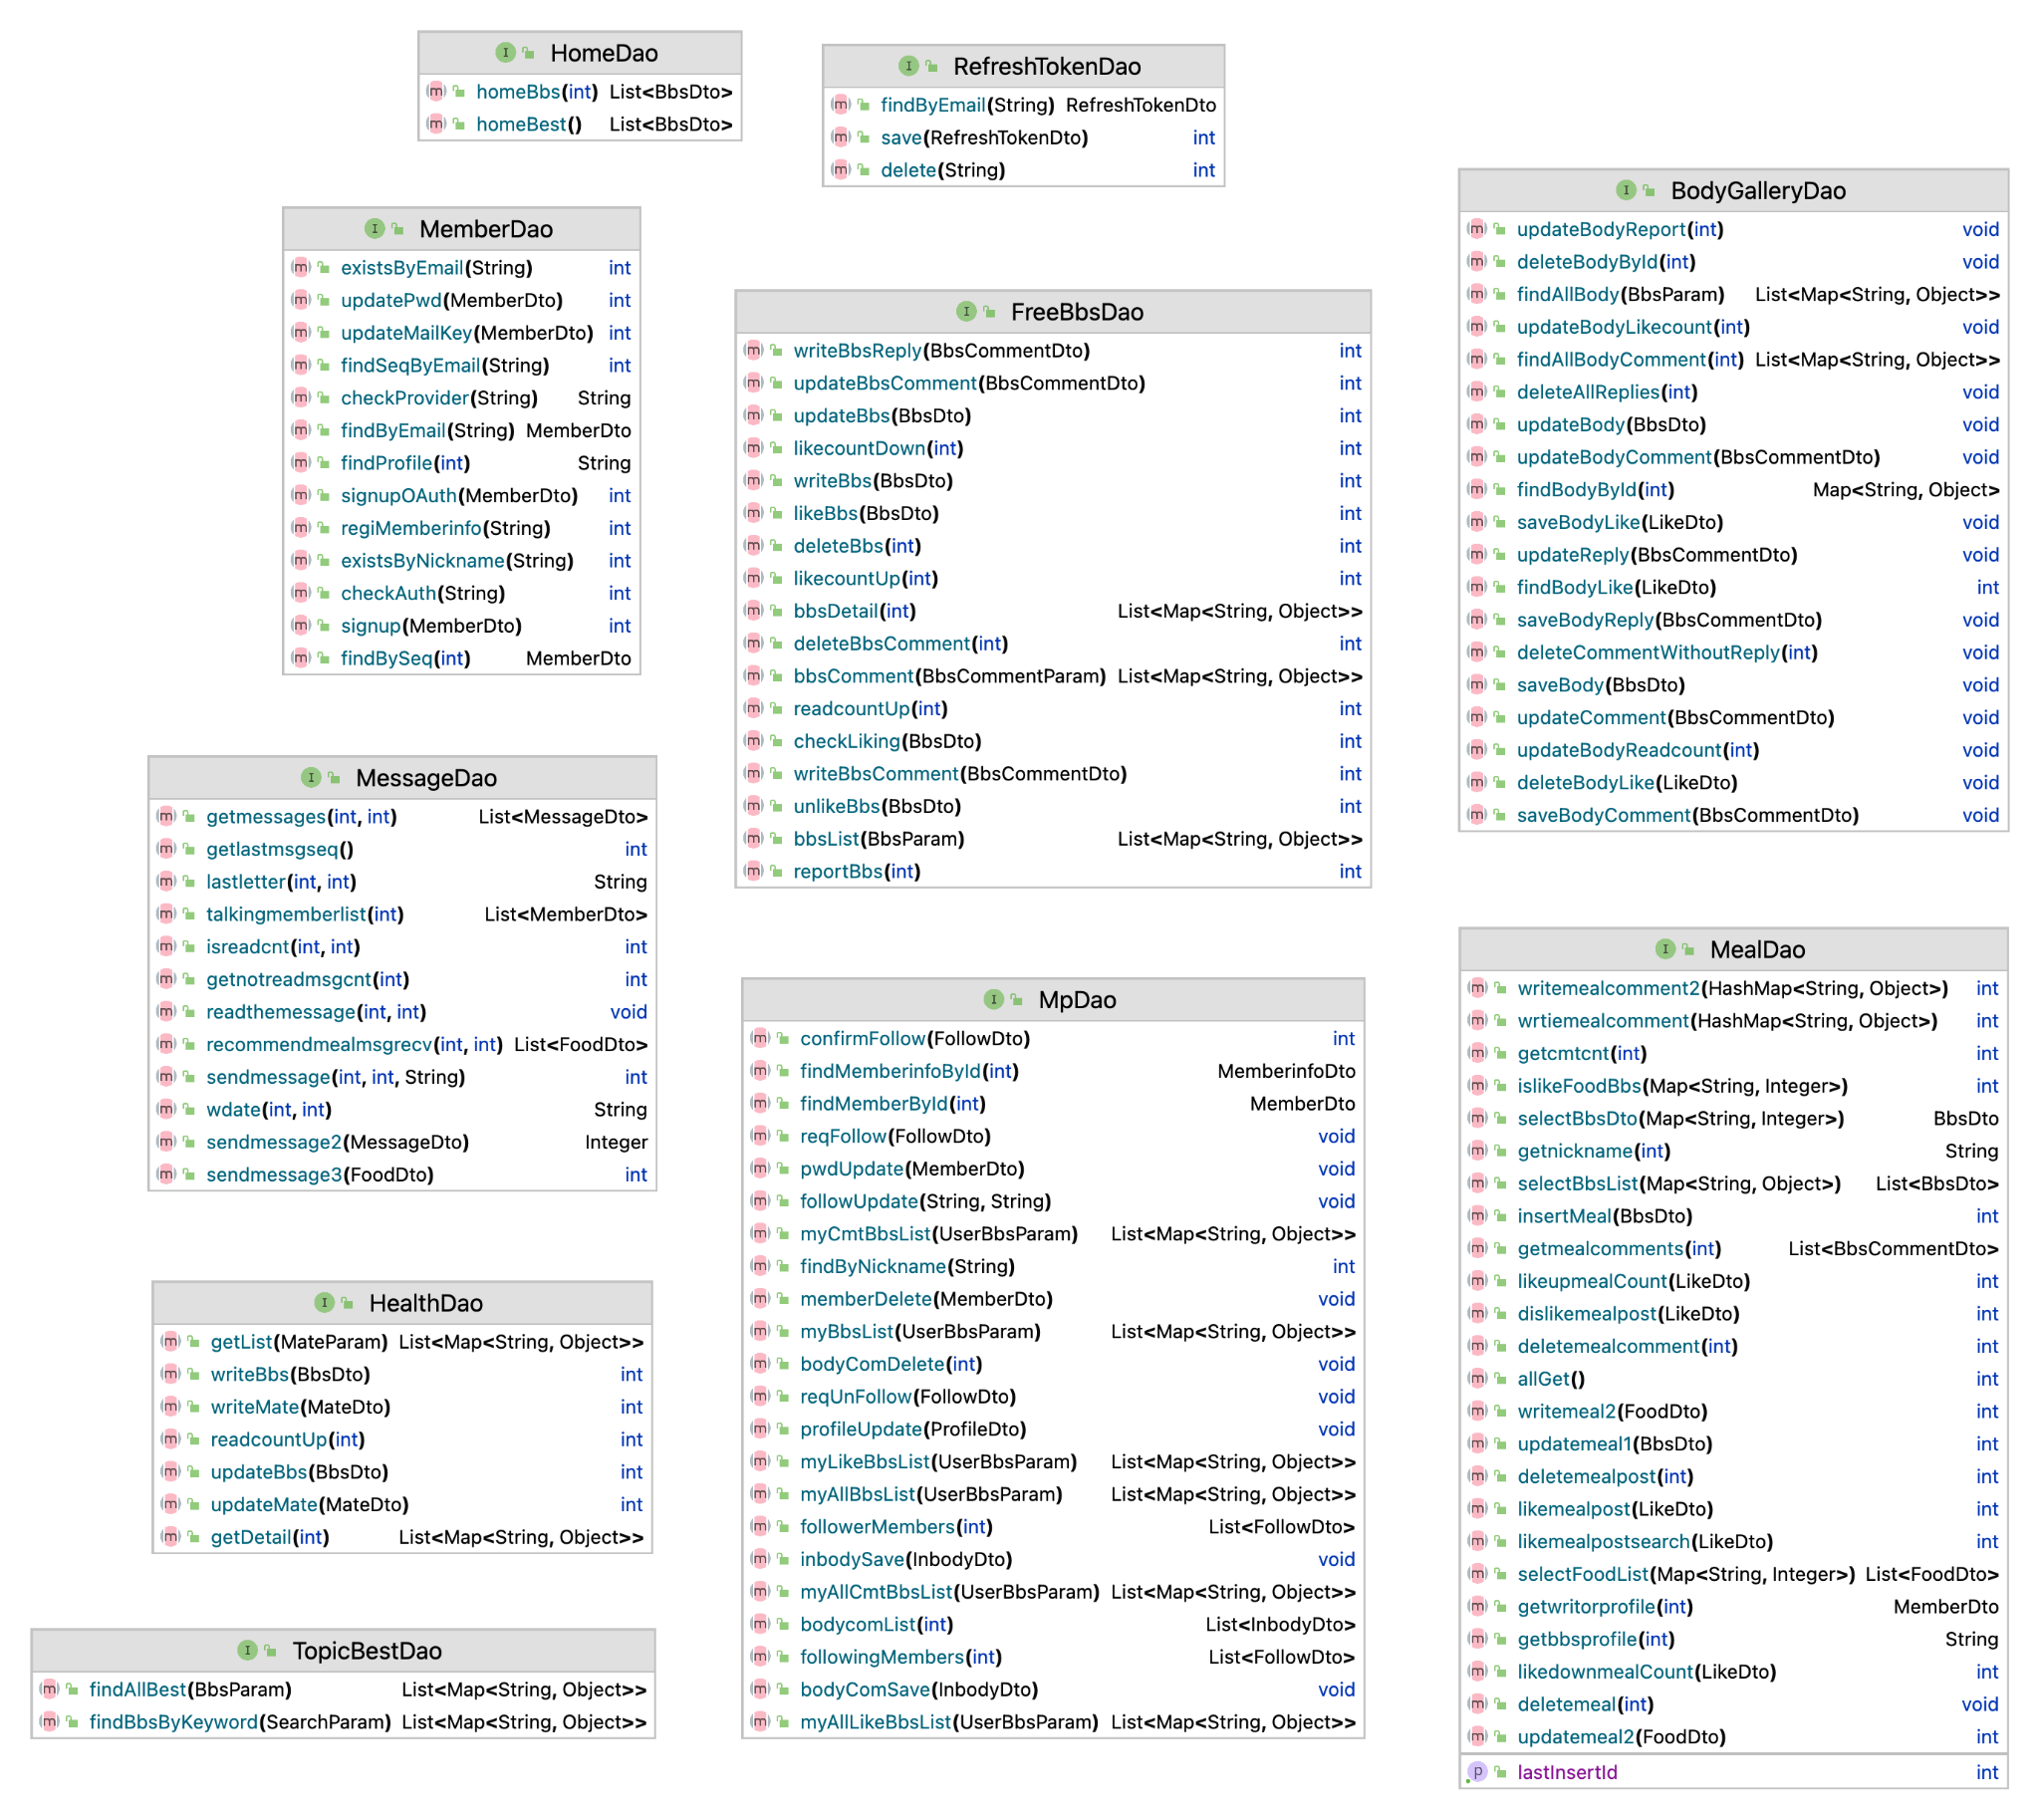 HomeDao
homeBbs(int) List<BbsDto>
homeBest() List<BbsDto>
RefreshTokenDao
findByEmail(String) RefreshTokenDto
save(RefreshTokenDto) int
delete(String) int
MemberDao
existsByEmail(String) int
updatePwd(MemberDto) int
updateMailKey(MemberDto) int
findSeqByEmail(String) int
checkProvider(String) String
findByEmail(String) MemberDto
findProfile(int) String
signupOAuth(MemberDto) int
regiMemberinfo(String) int
existsByNickname(String) int
checkAuth(String) int
signup(MemberDto) int
findBySeq(int) MemberDto
FreeBbsDao
writeBbsReply(BbsCommentDto) int
updateBbsComment(BbsCommentDto) int
updateBbs(BbsDto) int
likecountDown(int) int
writeBbs(BbsDto) int
likeBbs(BbsDto) int
deleteBbs(int) int
likecountUp(int) int
bbsDetail(int) List<Map<String, Object>>
deleteBbsComment(int) int
bbsComment(BbsCommentParam) List<Map<String, Object>>
readcountUp(int) int
checkLiking(BbsDto) int
writeBbsComment(BbsCommentDto) int
unlikeBbs(BbsDto) int
bbsList(BbsParam) List<Map<String, Object>>
reportBbs(int) int
BodyGalleryDao
updateBodyReport(int) void
deleteBodyById(int) void
findAllBody(BbsParam) List<Map<String, Object>>
updateBodyLikecount(int) void
findAllBodyComment(int) List<Map<String, Object>>
deleteAllReplies(int) void
updateBody(BbsDto) void
updateBodyComment(BbsCommentDto) void
findBodyById(int) Map<String, Object>
saveBodyLike(LikeDto) void
updateReply(BbsCommentDto) void
findBodyLike(LikeDto) int
saveBodyReply(BbsCommentDto) void
deleteCommentWithoutReply(int) void
saveBody(BbsDto) void
updateComment(BbsCommentDto) void
updateBodyReadcount(int) void
deleteBodyLike(LikeDto) void
saveBodyComment(BbsCommentDto) void
MessageDao
getmessages(int, int) List<MessageDto>
getlastmsgseq() int
lastletter(int, int) String
talkingmemberlist(int) List<MemberDto>
isreadcnt(int, int) int
getnotreadmsgcnt(int) int
readthemessage(int, int) void
recommendmealmsgrecv(int, int) List<FoodDto>
sendmessage(int, int, String) int
wdate(int, int) String
sendmessage2(MessageDto) Integer
sendmessage3(FoodDto) int
MpDao
confirmFollow(FollowDto) int
findMemberinfoById(int) MemberinfoDto
findMemberById(int) MemberDto
reqFollow(FollowDto) void
pwdUpdate(MemberDto) void
followUpdate(String, String) void
myCmtBbsList(UserBbsParam) List<Map<String, Object>>
findByNickname(String) int
memberDelete(MemberDto) void
myBbsList(UserBbsParam) List<Map<String, Object>>
bodyComDelete(int) void
reqUnFollow(FollowDto) void
profileUpdate(ProfileDto) void
myLikeBbsList(UserBbsParam) List<Map<String, Object>>
myAllBbsList(UserBbsParam) List<Map<String, Object>>
followerMembers(int) List<FollowDto>
inbodySave(InbodyDto) void
myAllCmtBbsList(UserBbsParam) List<Map<String, Object>>
bodycomList(int) List<InbodyDto>
followingMembers(int) List<FollowDto>
bodyComSave(InbodyDto) void
myAllLikeBbsList(UserBbsParam) List<Map<String, Object>>
MealDao
writemealcomment2(HashMap<String, Object>) int
wrtiemealcomment(HashMap<String, Object>) int
getcmtcnt(int) int
islikeFoodBbs(Map<String, Integer>) int
selectBbsDto(Map<String, Integer>) BbsDto
getnickname(int) String
selectBbsList(Map<String, Object>) List<BbsDto>
insertMeal(BbsDto) int
getmealcomments(int) List<BbsCommentDto>
likeupmealCount(LikeDto) int
dislikemealpost(LikeDto) int
deletemealcomment(int) int
allGet() int
writemeal2(FoodDto) int
updatemeal1(BbsDto) int
deletemealpost(int) int
likemealpost(LikeDto) int
likemealpostsearch(LikeDto) int
selectFoodList(Map<String, Integer>) List<FoodDto>
getwritorprofile(int) MemberDto
getbbsprofile(int) String
likedownmealCount(LikeDto) int
deletemeal(int) void
updatemeal2(FoodDto) int
lastInsertId int
HealthDao
getList(MateParam) List<Map<String, Object>>
writeBbs(BbsDto) int
writeMate(MateDto) int
readcountUp(int) int
updateBbs(BbsDto) int
updateMate(MateDto) int
getDetail(int) List<Map<String, Object>>
TopicBestDao
findAllBest(BbsParam) List<Map<String, Object>>
findBbsByKeyword(SearchParam) List<Map<String, Object>>